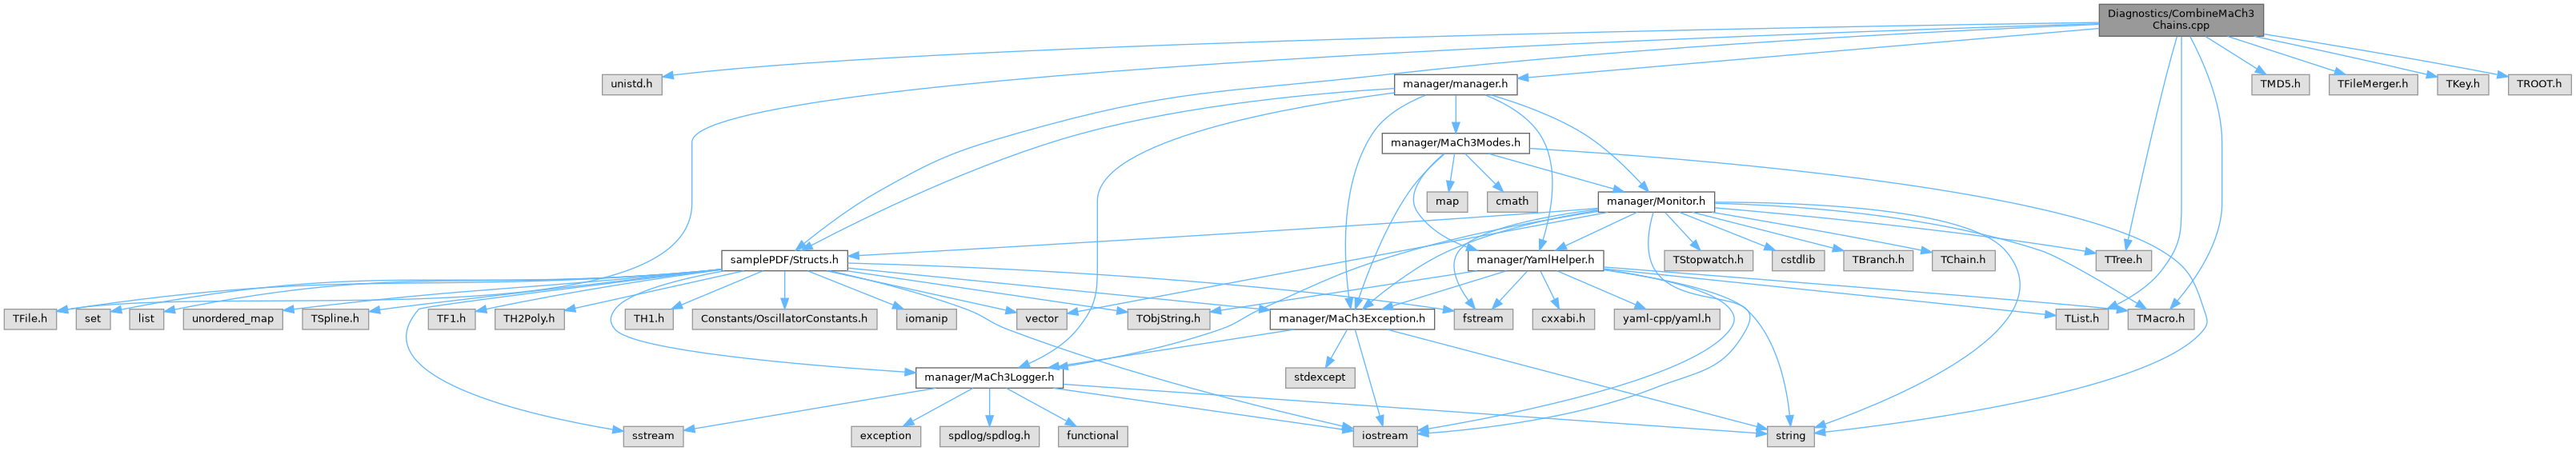 Diagnostics/CombineMaCh3
Chains.cpp
unistd.h
manager/manager.h
TMD5.h
TFileMerger.h
TKey.h
TROOT.h
manager/MaCh3Modes.h
map
cmath
manager/Monitor.h
samplePDF/Structs.h
manager/YamlHelper.h
TStopwatch.h
cstdlib
TBranch.h
TChain.h
TTree.h
TFile.h
set
list
unordered_map
TSpline.h
TF1.h
TH2Poly.h
TH1.h
Constants/OscillatorConstants.h
iomanip
vector
TObjString.h
manager/MaCh3Exception.h
fstream
cxxabi.h
yaml-cpp/yaml.h
TList.h
TMacro.h
manager/MaCh3Logger.h
stdexcept
sstream
exception
spdlog/spdlog.h
functional
iostream
string